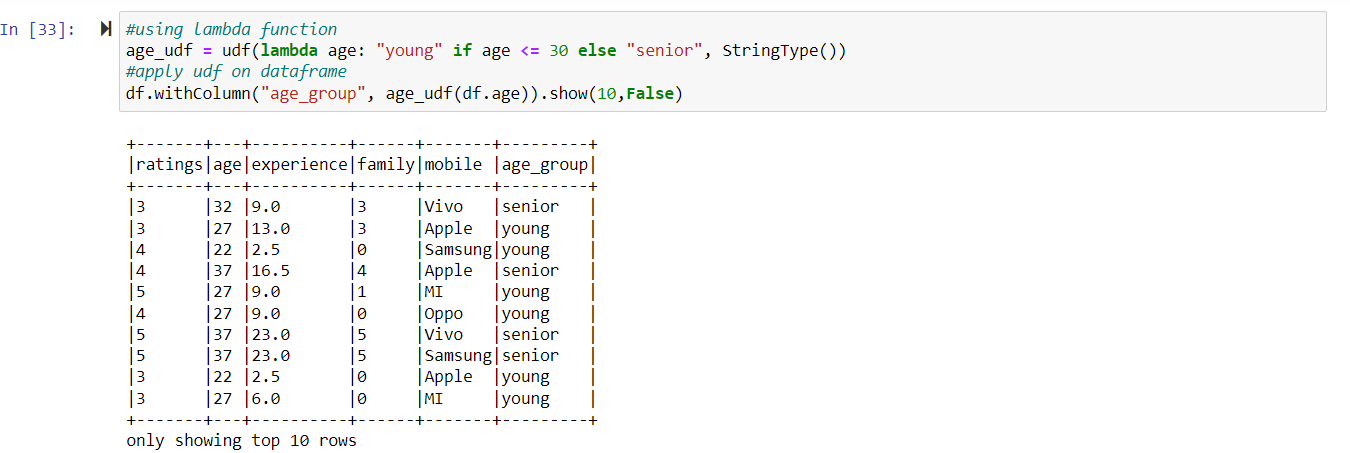 In [33]:
#using lambda function
age_udf = udf(lambda age: "young" if age <= 30 else "senior", StringType())
#apply udf on dataframe
df.withColumn("age_group", age_udf(df.age)).show(10,False)
+-------+---+----------+------+-------+---------+
|ratings|age|experience|family|mobile |age_group|
+-------+---+----------+------+-------+---------+
|3      |32 |9.0       |3     |Vivo   |senior   |
|3      |27 |13.0      |3     |Apple  |young    |
|4      |22 |2.5       |0     |Samsung|young    |
|4      |37 |16.5      |4     |Apple  |senior   |
|5      |27 |9.0       |1     |MI     |young    |
|4      |27 |9.0       |0     |Oppo   |young    |
|5      |37 |23.0      |5     |Vivo   |senior   |
|5      |37 |23.0      |5     |Samsung|senior   |
|3      |22 |2.5       |0     |Apple  |young    |
|3      |27 |6.0       |0     |MI     |young    |
+-------+---+----------+------+-------+---------+
only showing top 10 rows